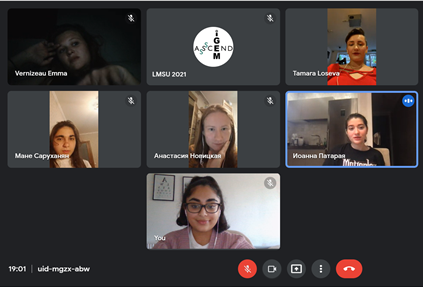 Vernizeau Emma
iGEM
ASCEND
LMSU 2021
Tamara Loseva
Мане Саруханян
Анастасия Новицкая
Иоанна Патарая
You
19:01 | uid-mgzx-abw